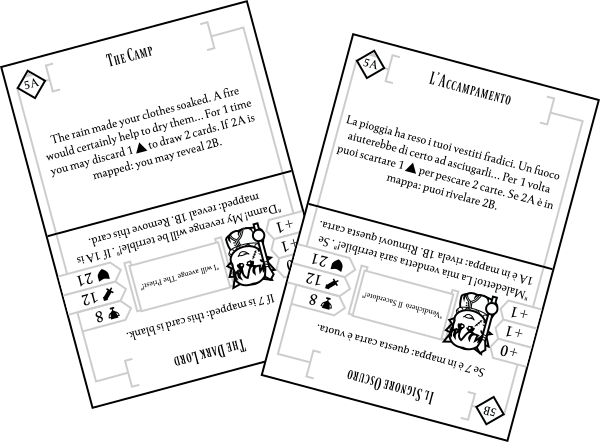 5A
The Camp
The rain made your clothes soaked. A fire
would certainly help to dry them... For 1 time
you may discard 1 ▲ to draw 2 cards. If 2A is
mapped: you may reveal 2B.
The Dark Lord
If 7 is mapped: this card is blank.
8
12
21
"I will avenge The Priest!"
+1
+1
"Damn! My revenge will be terrible!". If 1A is
mapped: reveal 1B. Remove this card.
5A
L'Accampamento
La pioggia ha reso i tuoi vestiti fradici. Un fuoco
aiuterebbe di certo ad asciugarli... Per 1 volta
puoi scartare 1 ▲ per pescare 2 carte. Se 2A è in
mappa: puoi rivelare 2B.
5B
Il Signore Oscuro
Se 7 è in mappa: questa carta è vuota.
+0
+1
+1
8
12
21
"Vendicherò Il Sacerdote!"
"Maledetto! La mia vendetta sarà terribile!". Se
1A è in mappa: rivela 1B. Rimuovi questa carta.